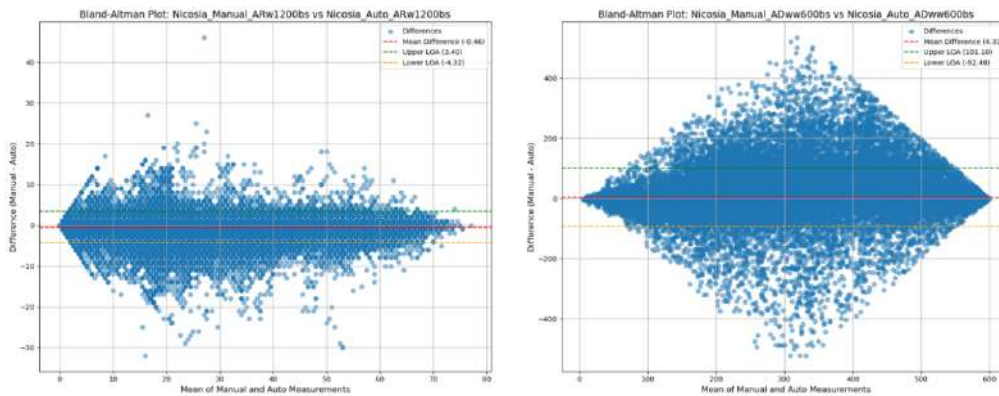 Bland-Altman Plot: Nicosia_Manual_ARw1200bs vs Nicosia_Auto_ARw1200bs
Differences
Mean Difference (-0.46)
Upper LOA (3.40)
Lower LOA (-4.32)
40
30
20
10
0
−10
−20
−30
Difference (Manual - Auto)
0 10 20 30 40 50 60 70 80
Mean of Manual and Auto Measurements
Bland-Altman Plot: Nicosia_Manual_ADww600bs vs Nicosia_Auto_ADww600bs
Differences
Mean Difference (4.31)
Upper LOA (101.10)
Lower LOA (-92.48)
400
200
0
−200
−400
Difference (Manual - Auto)
0 100 200 300 400 500 600
Mean of Manual and Auto Measurements